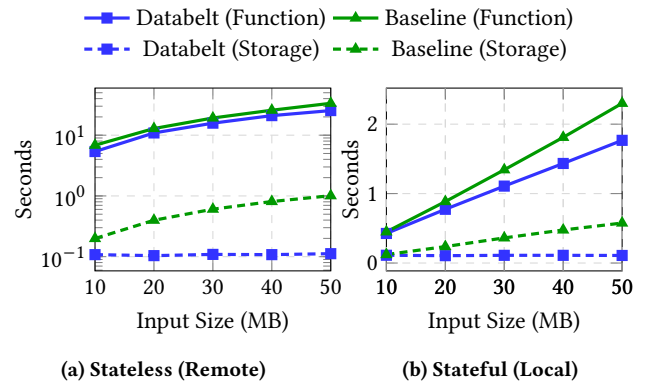 Databelt (Function) Baseline (Function)
Databelt (Storage) Baseline (Storage)
Seconds
10^1
10^0
10^-1
10 20 30 40 50
Input Size (MB)
(a) Stateless (Remote)
Seconds
2
1
0
10 20 30 40 50
Input Size (MB)
(b) Stateful (Local)